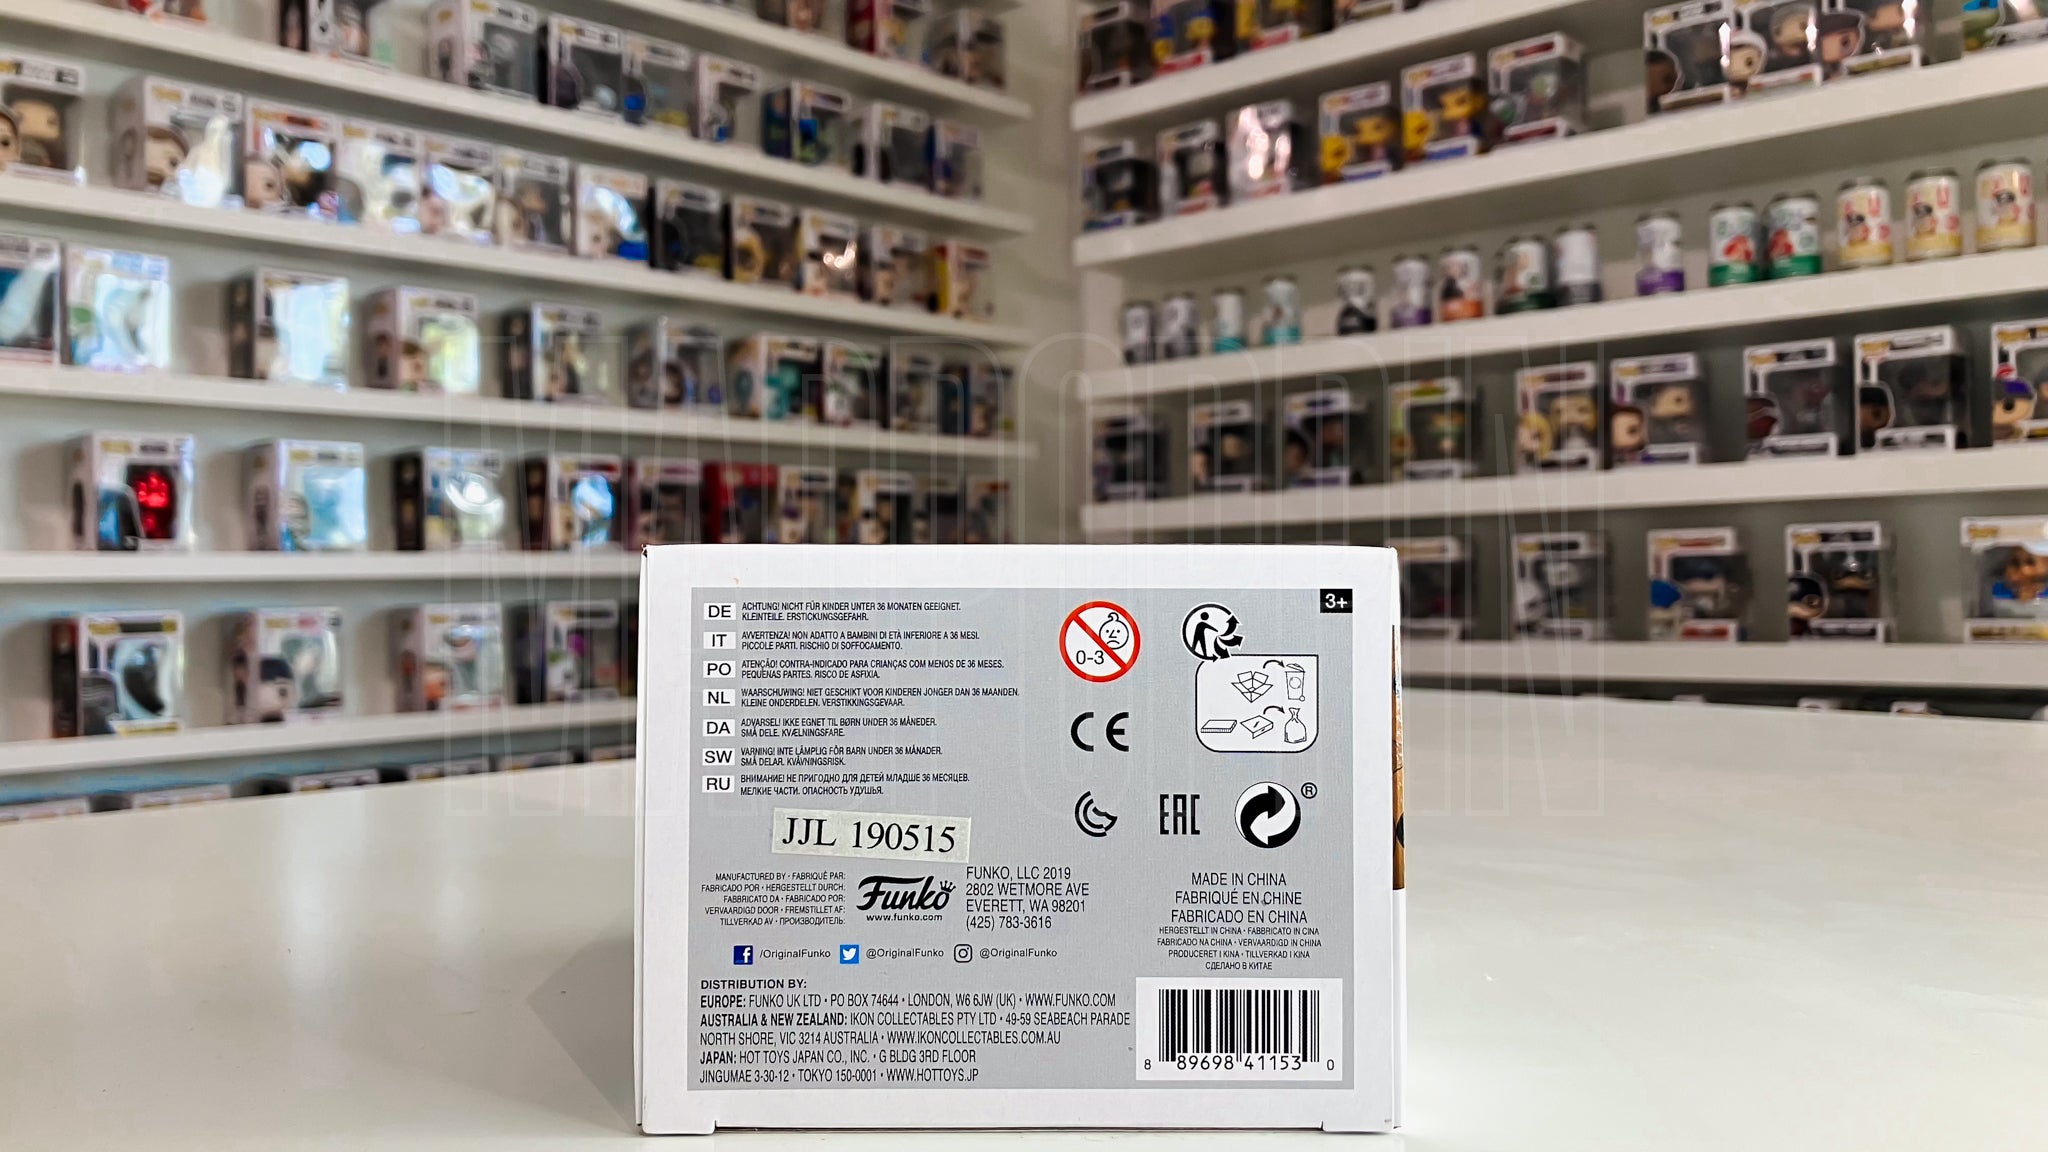 3+
DE ACHTUNG! NICHT FÜR KINDER UNTER 36 MONATEN GEEIGNET.
KLEINTEILE. ERSTICKUNGSGEFAHR.
IT AVVERTENZA! NON ADATTO A BAMBINI DI ETÀ INFERIORE A 36 MESI.
PICCOLE PARTI. RISCHIO DI SOFFOCAMENTO.
PO ATENÇÃO! CONTRA-INDICADO PARA CRIANÇAS COM MENOS DE 36 MESES.
PEQUENAS PARTES. RISCO DE ASFIXIA.
NL WAARSCHUWING! NIET GESCHIKT VOOR KINDEREN JONGER DAN 36 MAANDEN.
KLEINE ONDERDELEN. VERSTIKKINGSGEVAAR.
DA ADVARSEL! IKKE EGNET TIL BØRN UNDER 36 MÅNEDER.
SMÅ DELE. KVÆLNINGSFARE.
SW VARNING! INTE LÄMPLIG FÖR BARN UNDER 36 MÅNADER.
SMÅ DELAR. KVÄVNINGSRISK.
RU ВНИМАНИЕ! НЕ ПРИГОДНО ДЛЯ ДЕТЕЙ МЛАДШЕ 36 МЕСЯЦЕВ.
МЕЛКИЕ ЧАСТИ. ОПАСНОСТЬ УДУШЬЯ.
0-3
CE
EAC
®
JJL 190515
MANUFACTURED BY • FABRIQUÉ PAR:
FABRICADO POR • HERGESTELLT DURCH:
FABBRICATO DA • FABRICADO POR:
VERVAARDIGD DOOR • FREMSTILLET AF:
TILLVERKAD AV • ПРОИЗВОДИТЕЛЬ:
Funko
www.funko.com
FUNKO, LLC 2019
2802 WETMORE AVE
EVERETT, WA 98201
(425) 783-3616
MADE IN CHINA
FABRIQUÉ EN CHINE
FABRICADO EN CHINA
HERGESTELLT IN CHINA • FABBRICATO IN CINA
FABRICADO NA CHINA • VERVAARDIGD IN CHINA
PRODUCERET I KINA • TILLVERKAD I KINA
СДЕЛАНО В КИТАЕ
/OriginalFunko @OriginalFunko @OriginalFunko
DISTRIBUTION BY:
EUROPE: FUNKO UK LTD • PO BOX 74644 • LONDON, W6 6JW (UK) • WWW.FUNKO.COM
AUSTRALIA & NEW ZEALAND: IKON COLLECTABLES PTY LTD • 49-59 SEABEACH PARADE
NORTH SHORE, VIC 3214 AUSTRALIA • WWW.IKONCOLLECTABLES.COM.AU
JAPAN: HOT TOYS JAPAN CO., INC. • G BLDG 3RD FLOOR
JINGUMAE 3-30-12 • TOKYO 150-0001 • WWW.HOTTOYS.JP
8 89698 41153 0